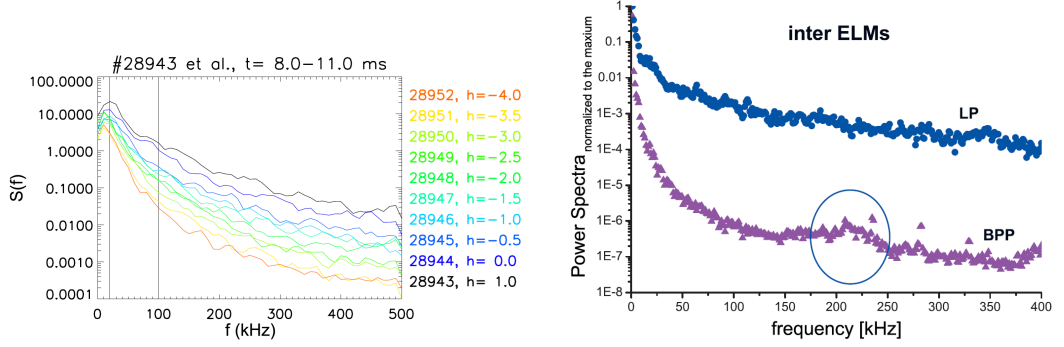 #28943 et al., t= 8.0-11.0 ms
S(f)
100.0000
10.0000
1.0000
0.1000
0.0100
0.0010
0.0001
0 100 200 300 400 500
f (kHz)
28952, h= -4.0
28951, h= -3.5
28950, h= -3.0
28949, h= -2.5
28948, h= -2.0
28947, h= -1.5
28946, h= -1.0
28945, h= -0.5
28944, h= 0.0
28943, h= 1.0
inter ELMs
Power Spectra normalized to the maxium
1
0.1
0.01
1E-3
1E-4
1E-5
1E-6
1E-7
1E-8
LP
BPP
0 50 100 150 200 250 300 350 400
frequency [kHz]